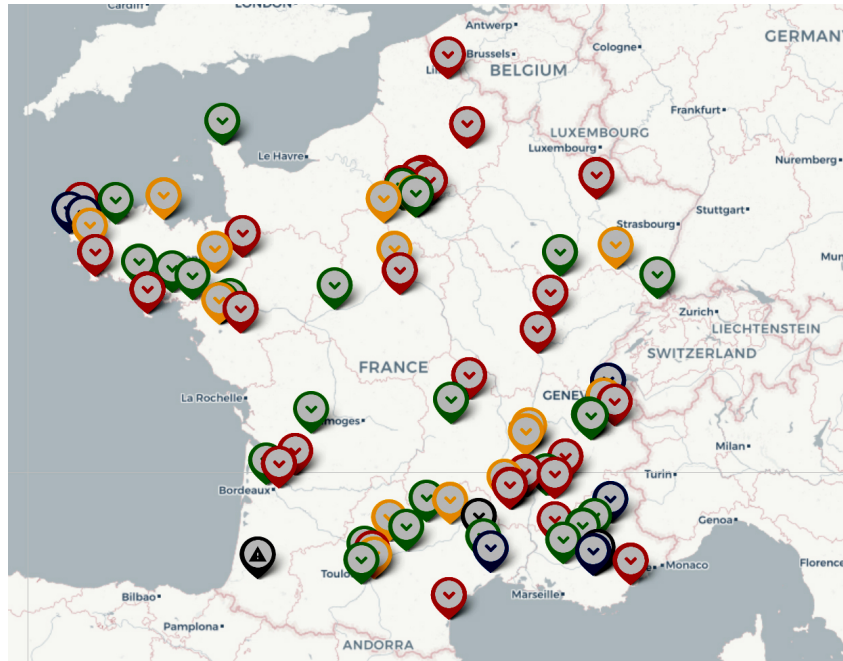 Cardiff
LONDON
Antwerp
GERMANY
Brussels
Cologne
BELGIUM
Frankfurt
LUXEMBOURG
Luxembourg
Le Havre
Nuremberg
Stuttgart
Strasbourg
Zurich
LIECHTENSTEIN
SWITZERLAND
FRANCE
GENEV
La Rochelle
Milan
Turin
Bordeaux
Genoa
Toulo
Florence
Monaco
Bilbao
Marseille
Pamplona
ANDORRA